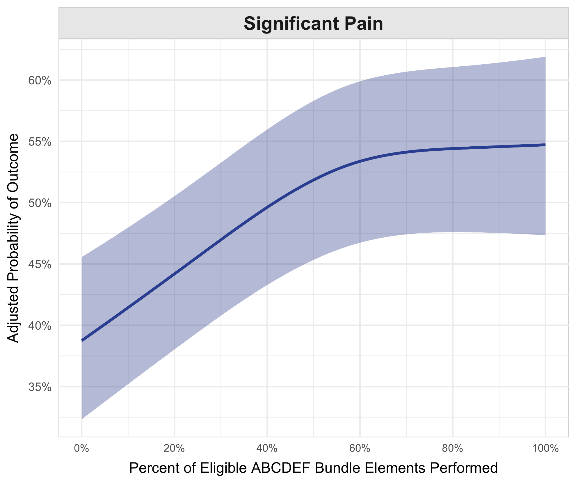 Significant Pain
Adjusted Probability of Outcome
60%
55%
50%
45%
40%
35%
0% 20% 40% 60% 80% 100%
Percent of Eligible ABCDEF Bundle Elements Performed